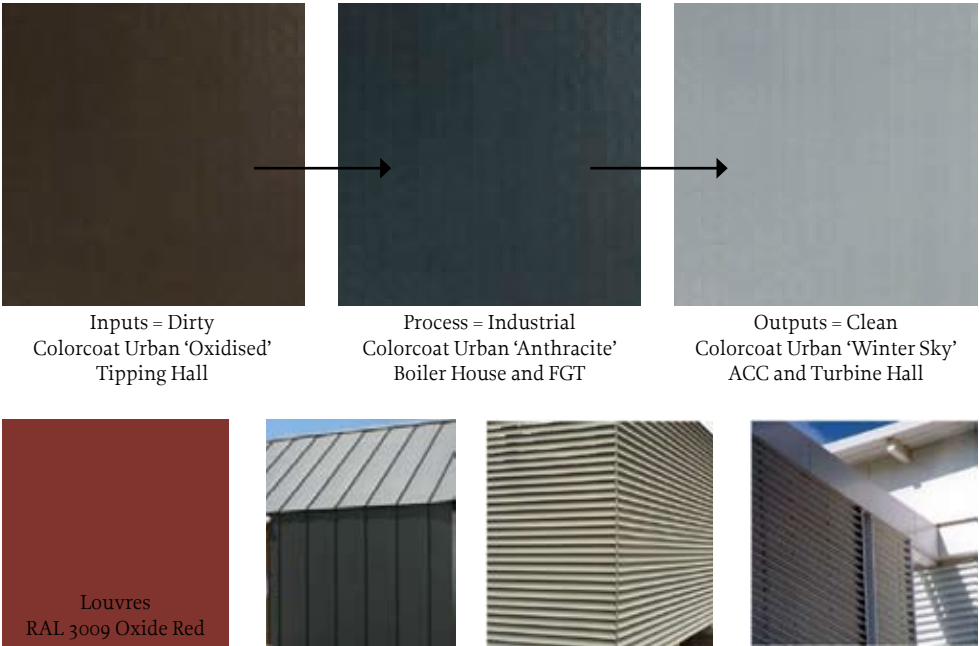 Inputs = Dirty
Colorcoat Urban ‘Oxidised’
Tipping Hall
Process = Industrial
Colorcoat Urban ‘Anthracite’
Boiler House and FGT
Outputs = Clean
Colorcoat Urban ‘Winter Sky’
ACC and Turbine Hall
Louvres
RAL 3009 Oxide Red